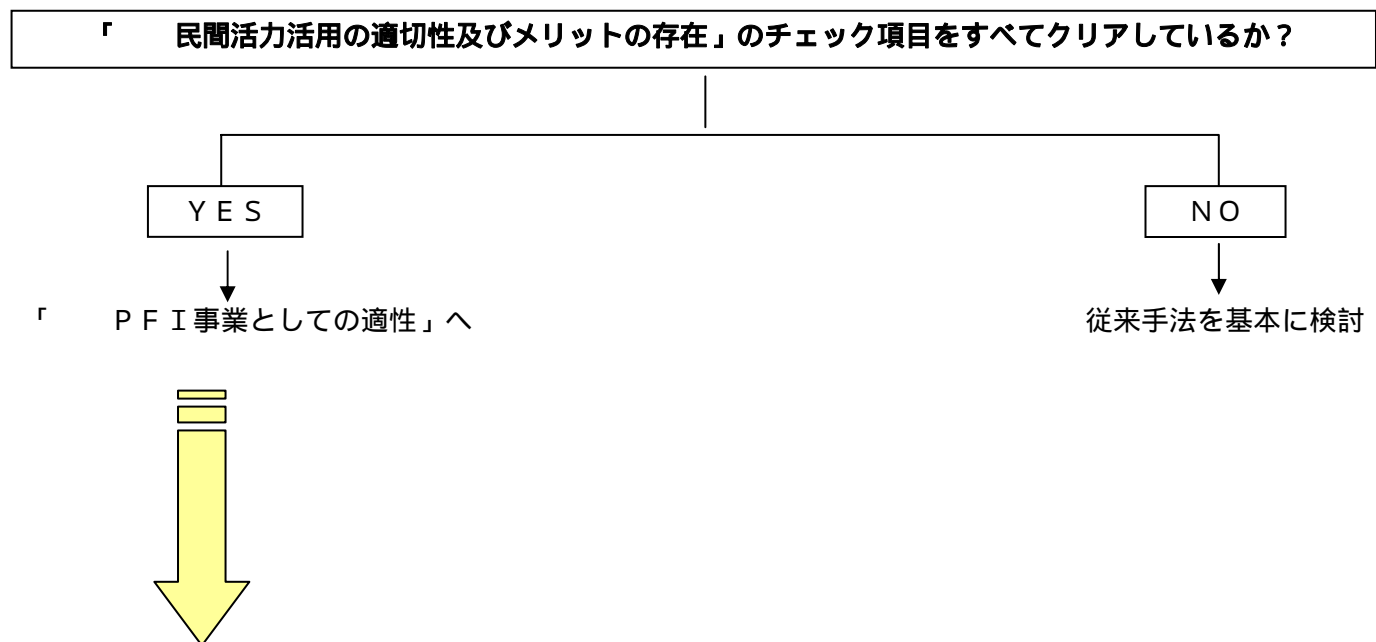 「　　民間活力活用の適切性及びメリットの存在」のチェック項目をすべてクリアしているか？
ＹＥＳ
ＮＯ
「　　ＰＦＩ事業としての適性」へ
従来手法を基本に検討